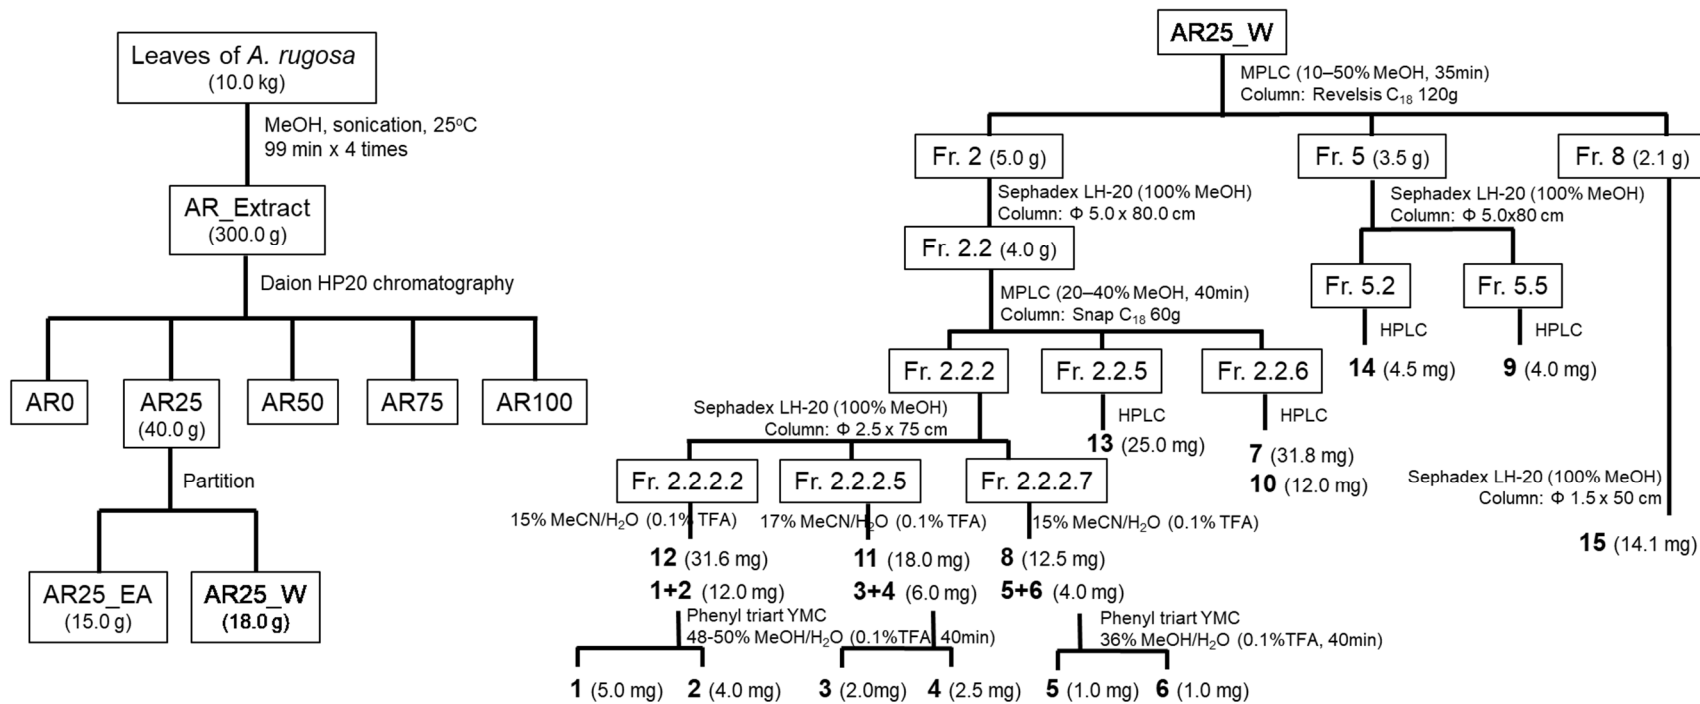 Leaves of A. rugosa
(10.0 kg)
MeOH, sonication, 25°C
99 min x 4 times
AR_Extract
(300.0 g)
Daion HP20 chromatography
AR0
AR25
(40.0 g)
AR50
AR75
AR100
Partition
AR25_EA
(15.0 g)
AR25_W
(18.0 g)
AR25_W
MPLC (10–50% MeOH, 35min)
Column: Revelsis C18 120g
Fr. 2 (5.0 g)
Fr. 5 (3.5 g)
Fr. 8 (2.1 g)
Sephadex LH-20 (100% MeOH)
Column: Φ 5.0 x 80.0 cm
Sephadex LH-20 (100% MeOH)
Column: Φ 5.0x80 cm
Fr. 2.2 (4.0 g)
Fr. 5.2
Fr. 5.5
MPLC (20–40% MeOH, 40min)
Column: Snap C18 60g
HPLC
HPLC
14 (4.5 mg)
9 (4.0 mg)
Fr. 2.2.2
Fr. 2.2.5
Fr. 2.2.6
Sephadex LH-20 (100% MeOH)
Column: Φ 2.5 x 75 cm
HPLC
HPLC
13 (25.0 mg)
7 (31.8 mg)
10 (12.0 mg)
Fr. 2.2.2.2
Fr. 2.2.2.5
Fr. 2.2.2.7
Sephadex LH-20 (100% MeOH)
Column: Φ 1.5 x 50 cm
15% MeCN/H2O (0.1% TFA)
17% MeCN/H2O (0.1% TFA)
15% MeCN/H2O (0.1% TFA)
15 (14.1 mg)
12 (31.6 mg)
11 (18.0 mg)
8 (12.5 mg)
1+2 (12.0 mg)
3+4 (6.0 mg)
5+6 (4.0 mg)
Phenyl triart YMC
48-50% MeOH/H2O (0.1%TFA, 40min)
Phenyl triart YMC
36% MeOH/H2O (0.1%TFA, 40min)
1 (5.0 mg)
2 (4.0 mg)
3 (2.0mg)
4 (2.5 mg)
5 (1.0 mg)
6 (1.0 mg)